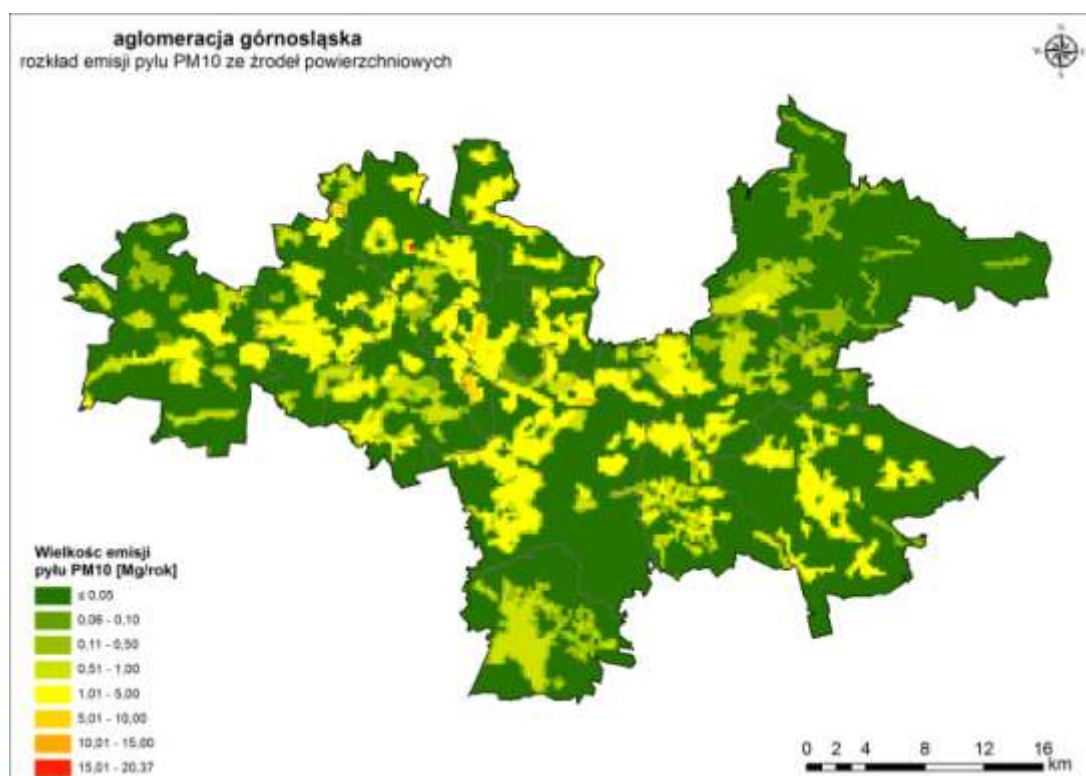 aglomeracja górnośląska
rozkład emisji pyłu PM10 ze źrodeł powierzchniowych
Wielkośc emisji
pyłu PM10 [Mg/rok]
≤ 0,05
0,06 - 0,10
0,11 - 0,50
0,51 - 1,00
1,01 - 5,00
5,01 - 10,00
10,01 - 15,00
15,01 - 20,37
0 2 4 8 12 16
km